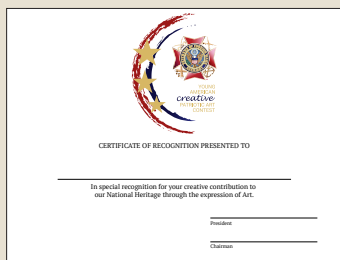 YOUNG
AMERICAN
creative
PATRIOTIC ART
CONTEST
CERTIFICATE OF RECOGNITION PRESENTED TO
In special recognition for your creative contribution to
our National Heritage through the expression of Art.
President
Chairman